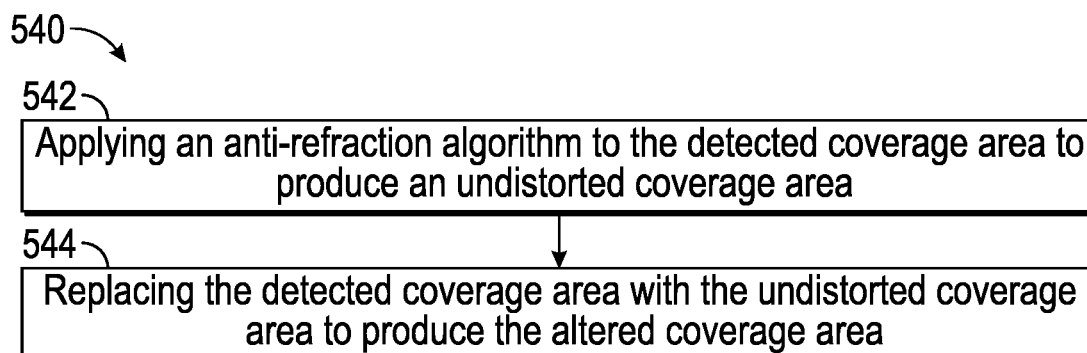 540
542
Applying an anti-refraction algorithm to the detected coverage area to
produce an undistorted coverage area
544
Replacing the detected coverage area with the undistorted coverage
area to produce the altered coverage area